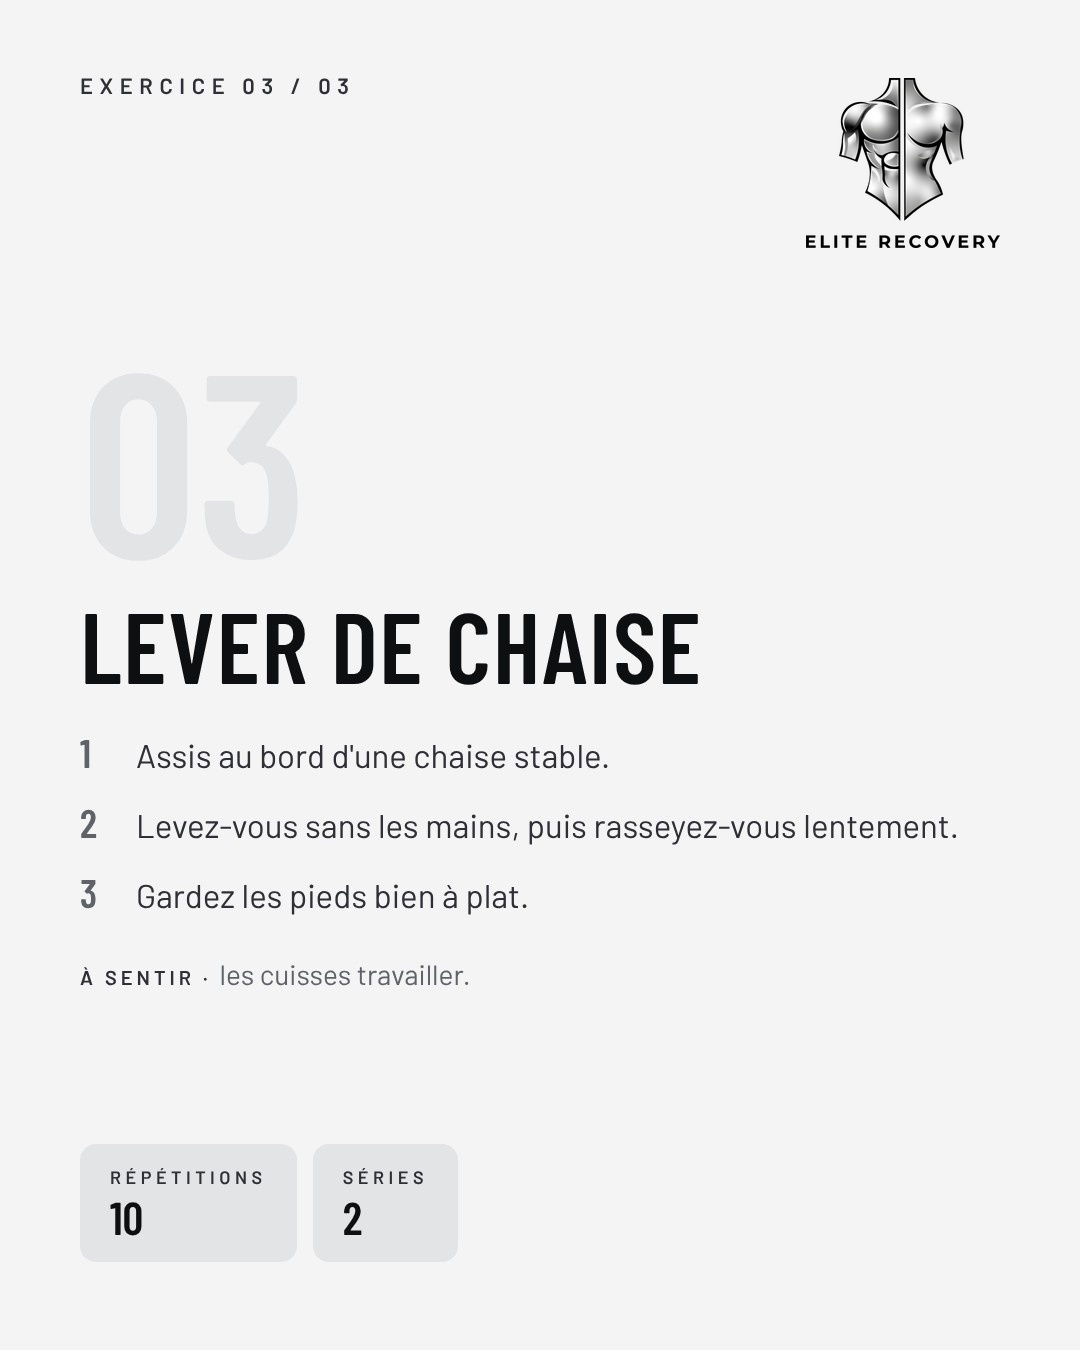 EXERCICE 03 / 03
ELITE RECOVERY
03
LEVER DE CHAISE
1 Assis au bord d'une chaise stable.
2 Levez-vous sans les mains, puis rasseyez-vous lentement.
3 Gardez les pieds bien à plat.
À SENTIR · les cuisses travailler.
RÉPÉTITIONS
10
SÉRIES
2